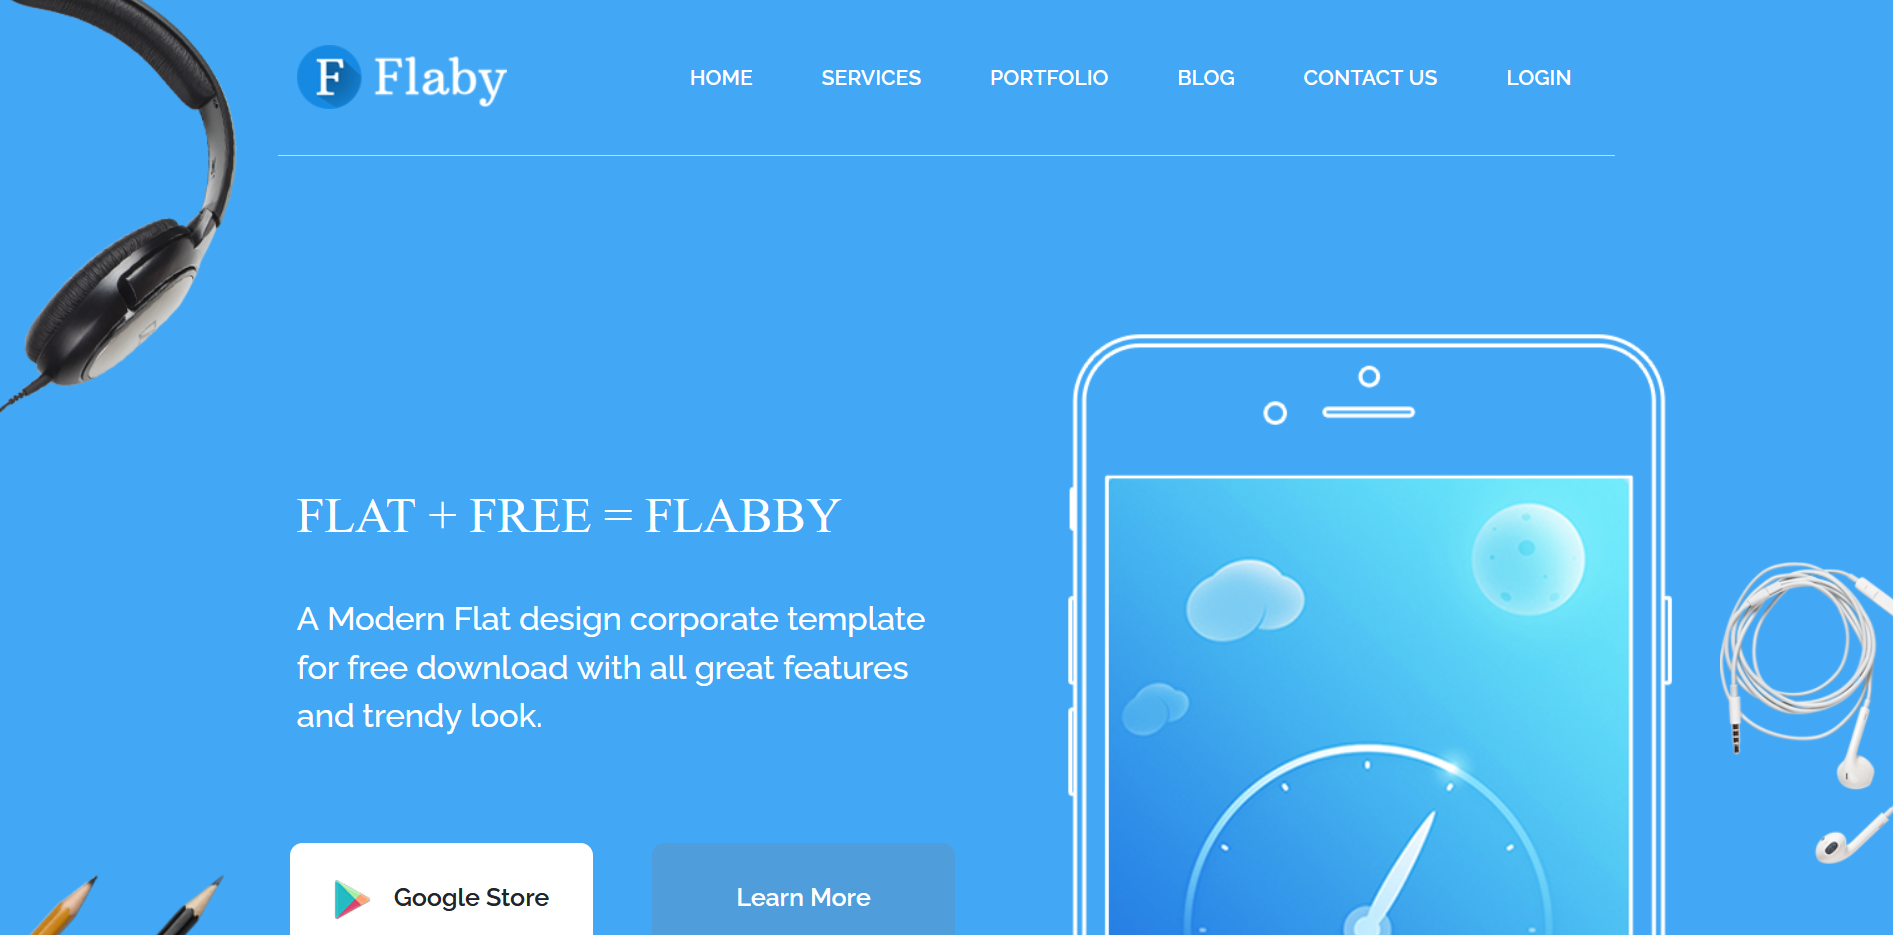 F Flaby
HOME SERVICES PORTFOLIO BLOG CONTACT US LOGIN
FLAT + FREE = FLABBY
A Modern Flat design corporate template
for free download with all great features
and trendy look.
Google Store
Learn More